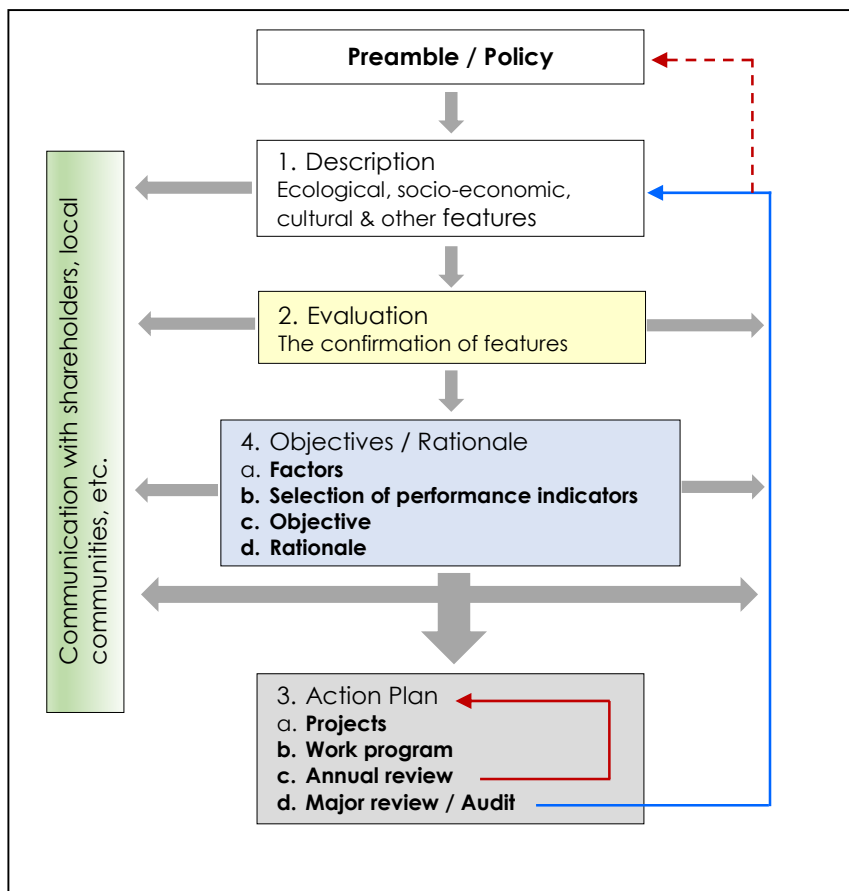 Preamble / Policy
1. Description
Ecological, socio-economic,
cultural & other features
2. Evaluation
The confirmation of features
4. Objectives / Rationale
a. Factors
b. Selection of performance indicators
c. Objective
d. Rationale
3. Action Plan
a. Projects
b. Work program
c. Annual review
d. Major review / Audit
Communication with shareholders, local
communities, etc.